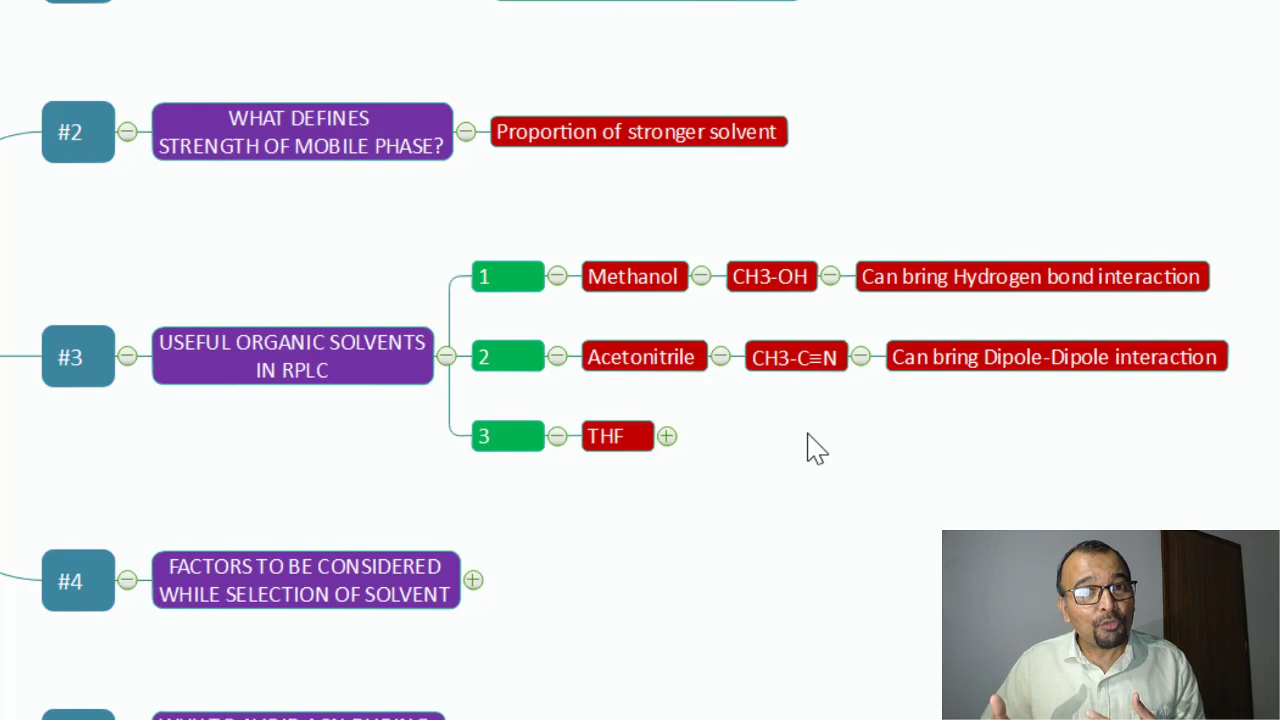 #2
WHAT DEFINES
STRENGTH OF MOBILE PHASE?
Proportion of stronger solvent
#3
USEFUL ORGANIC SOLVENTS
IN RPLC
1
Methanol
CH3-OH
Can bring Hydrogen bond interaction
2
Acetonitrile
CH3-C≡N
Can bring Dipole-Dipole interaction
3
THF
#4
FACTORS TO BE CONSIDERED
WHILE SELECTION OF SOLVENT